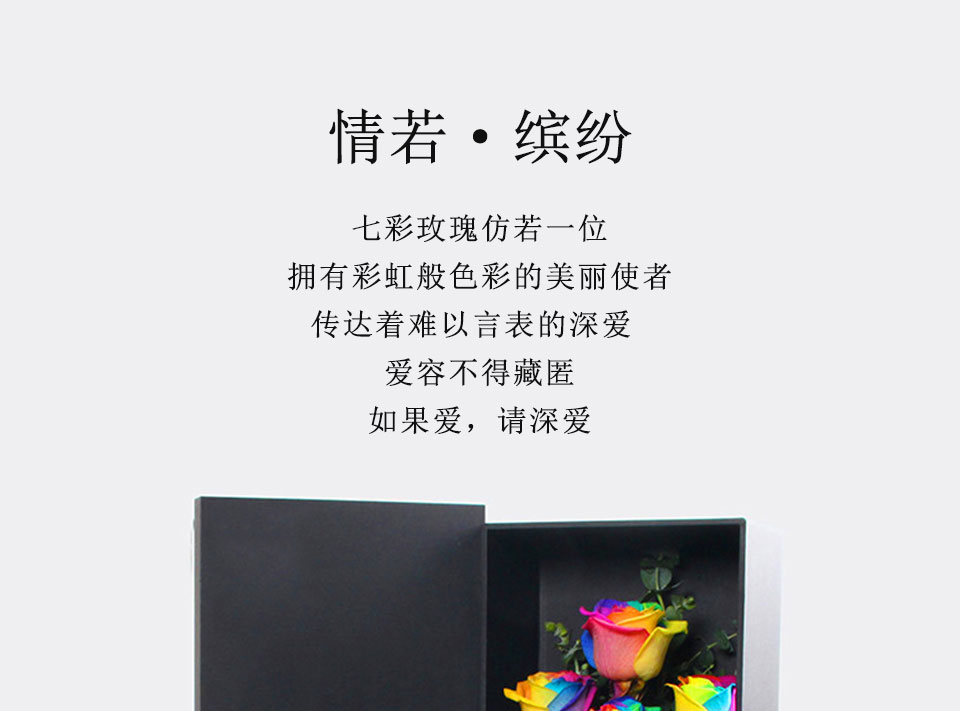 情若·缤纷
七彩玫瑰仿若一位
拥有彩虹般色彩的美丽使者
传达着难以言表的深爱
爱容不得藏匿
如果爱，请深爱